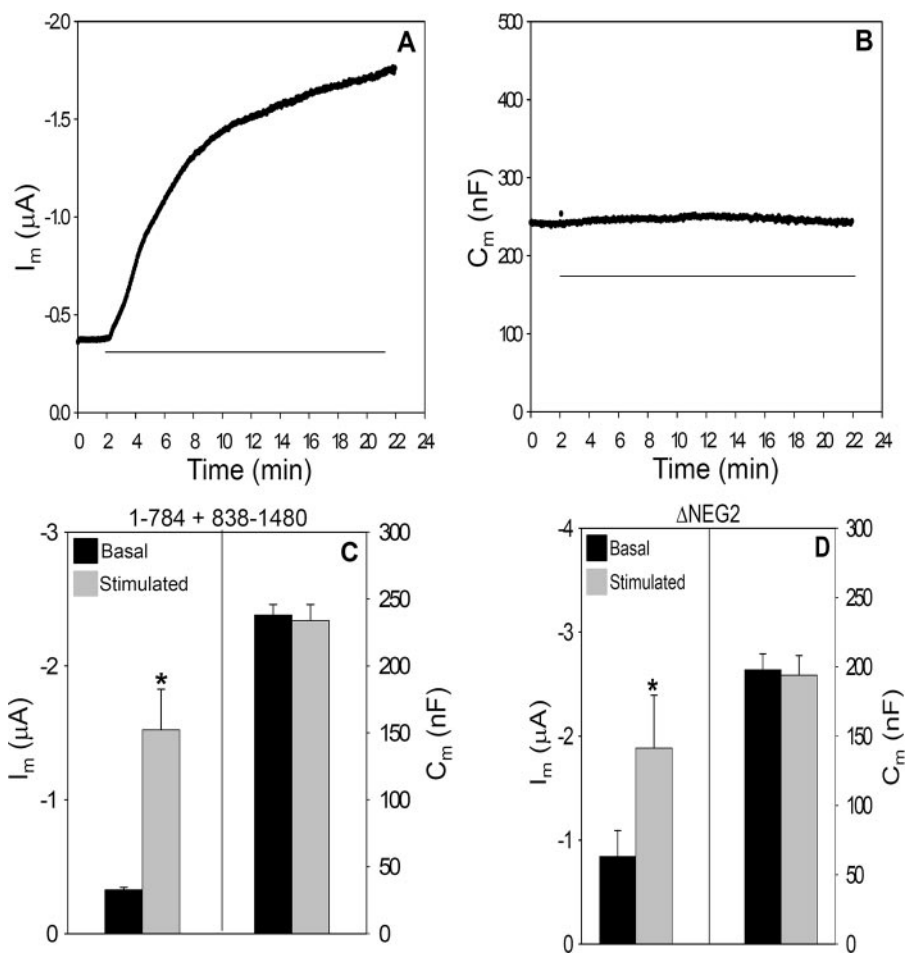 A
-2.0
-1.5
-1.0
-0.5
0.0
Im (μA)
0 2 4 6 8 10 12 14 16 18 20 22 24
Time (min)
B
500
400
300
200
100
0
Cm (nF)
0 2 4 6 8 10 12 14 16 18 20 22 24
Time (min)
1-784 + 838-1480
C
Basal
Stimulated
*
-3
-2
-1
0
Im (μA)
300
250
200
150
100
50
0
Cm (nF)
ΔNEG2
D
Basal
Stimulated
*
-4
-3
-2
-1
0
Im (μA)
300
250
200
150
100
50
0
Cm (nF)